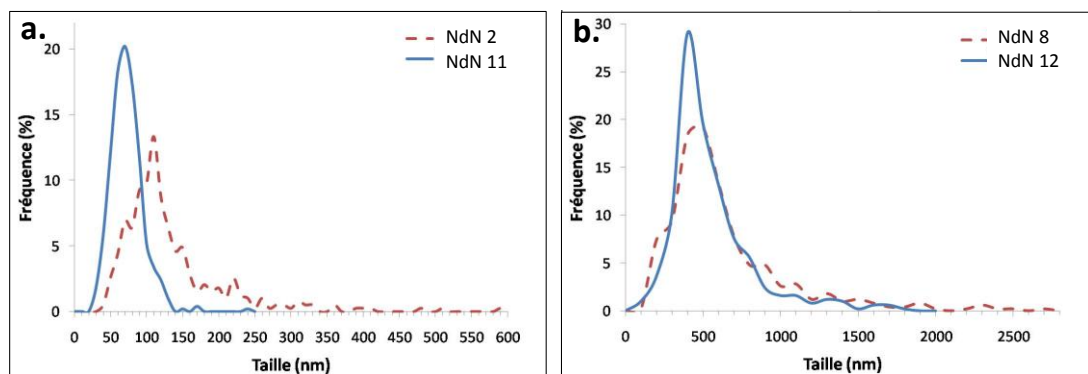 a.
NdN 2
NdN 11
Fréquence (%)
20
15
10
5
0
0 50 100 150 200 250 300 350 400 450 500 550 600
Taille (nm)
b.
NdN 8
NdN 12
Fréquence (%)
30
25
20
15
10
5
0
0 500 1000 1500 2000 2500
Taille (nm)